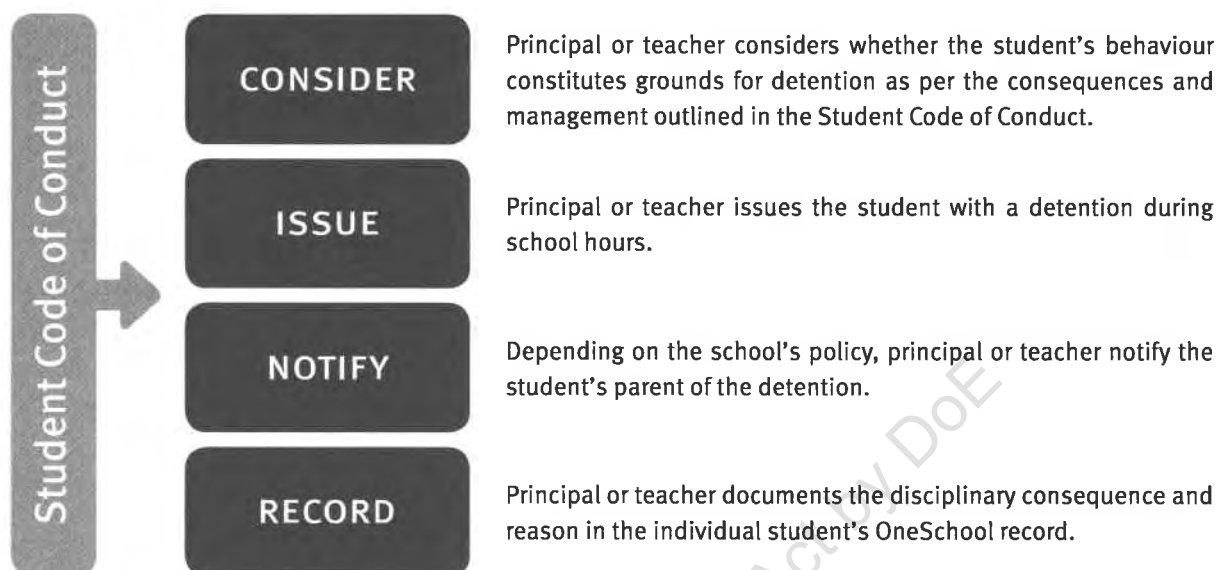 Student Code of Conduct
CONSIDER
Principal or teacher considers whether the student's behaviour
constitutes grounds for detention as per the consequences and
management outlined in the Student Code of Conduct.
ISSUE
Principal or teacher issues the student with a detention during
school hours.
NOTIFY
Depending on the school's policy, principal or teacher notify the
student's parent of the detention.
RECORD
Principal or teacher documents the disciplinary consequence and
reason in the individual student's OneSchool record.
Act by DoE